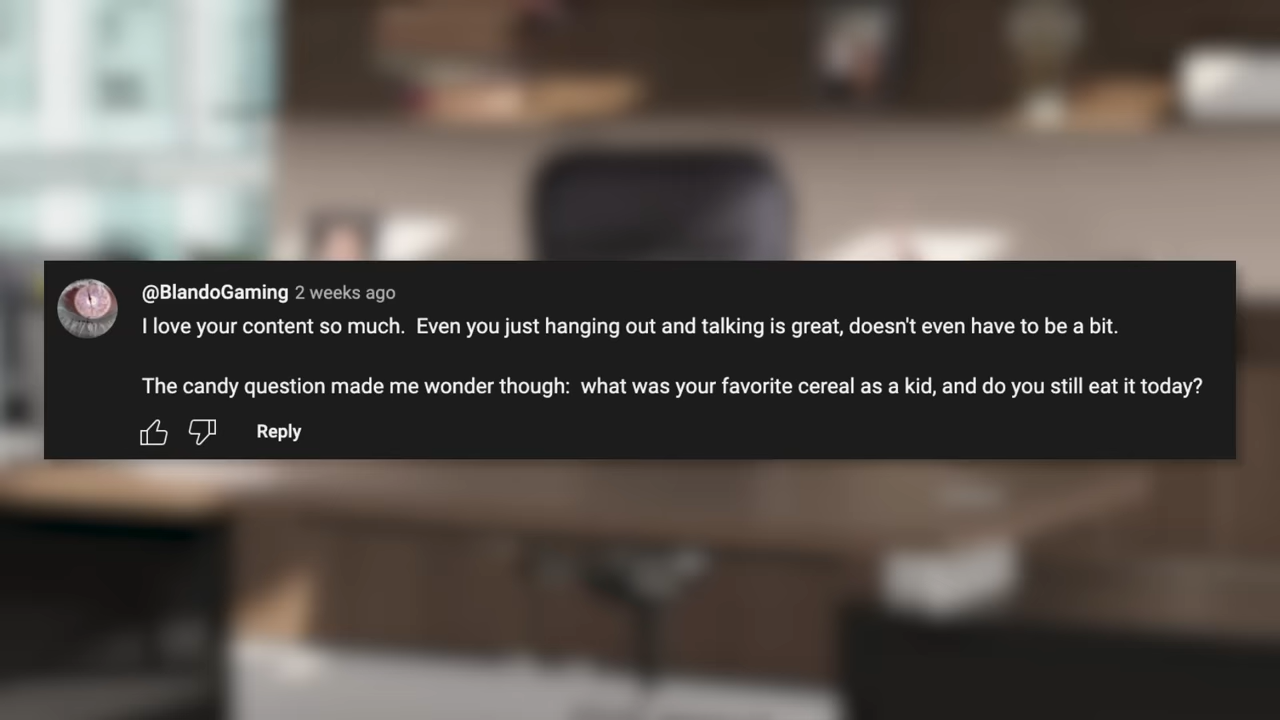 @BlandoGaming 2 weeks ago
I love your content so much.  Even you just hanging out and talking is great, doesn't even have to be a bit.
The candy question made me wonder though:  what was your favorite cereal as a kid, and do you still eat it today?
Reply